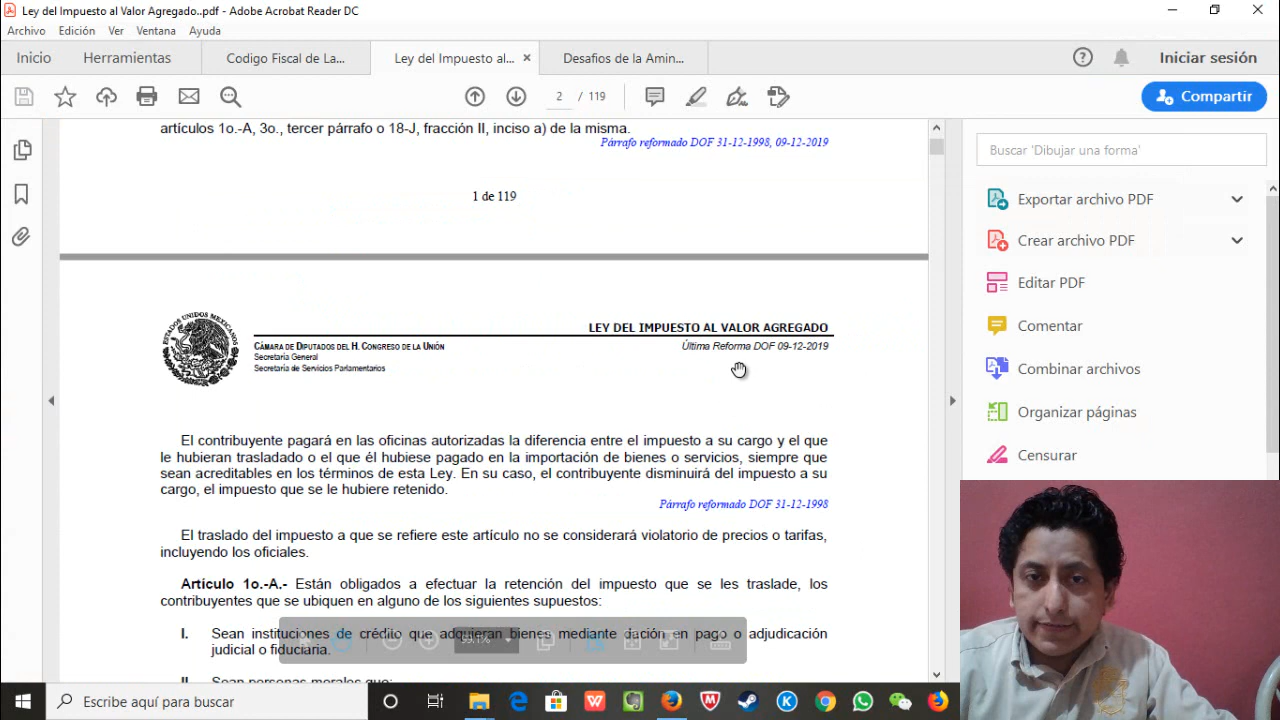 Ley del Impuesto al Valor Agregado..pdf - Adobe Acrobat Reader DC
Archivo Edición Ver Ventana Ayuda
Inicio Herramientas Codigo Fiscal de La... Ley del Impuesto al... × Desafios de la Amin... Iniciar sesión
2 / 119 Compartir
artículos 1o.-A, 3o., tercer párrafo o 18-J, fracción II, inciso a) de la misma.
Párrafo reformado DOF 31-12-1998, 09-12-2019
1 de 119
ESTADOS UNIDOS MEXICANOS
LEY DEL IMPUESTO AL VALOR AGREGADO
CÁMARA DE DIPUTADOS DEL H. CONGRESO DE LA UNIÓN
Última Reforma DOF 09-12-2019
Secretaría General
Secretaría de Servicios Parlamentarios
El contribuyente pagará en las oficinas autorizadas la diferencia entre el impuesto a su cargo y el que
le hubieran trasladado o el que él hubiese pagado en la importación de bienes o servicios, siempre que
sean acreditables en los términos de esta Ley. En su caso, el contribuyente disminuirá del impuesto a su
cargo, el impuesto que se le hubiere retenido.
Párrafo reformado DOF 31-12-1998
El traslado del impuesto a que se refiere este artículo no se considerará violatorio de precios o tarifas,
incluyendo los oficiales.
Artículo 1o.-A.- Están obligados a efectuar la retención del impuesto que se les traslade, los
contribuyentes que se ubiquen en alguno de los siguientes supuestos:
I. Sean instituciones de crédito que adquieran bienes mediante dación en pago o adjudicación
judicial o fiduciaria.
59.1%
II. Sean personas morales que:
Buscar 'Dibujar una forma'
Exportar archivo PDF
Crear archivo PDF
Editar PDF
Comentar
Combinar archivos
Organizar páginas
Censurar
Escribe aquí para buscar